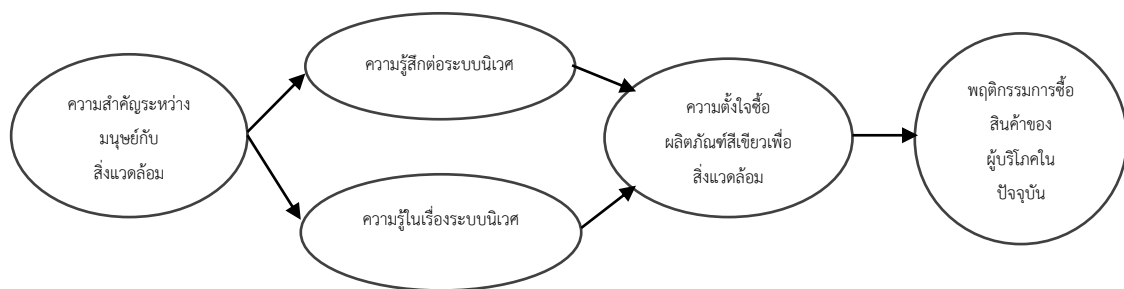 ความสำคัญระหว่าง
มนุษย์กับ
สิ่งแวดล้อม
ความรู้สึกต่อระบบนิเวศ
ความรู้ในเรื่องระบบนิเวศ
ความตั้งใจซื้อ
ผลิตภัณฑ์สีเขียวเพื่อ
สิ่งแวดล้อม
พฤติกรรมการซื้อ
สินค้าของ
ผู้บริโภคใน
ปัจจุบัน